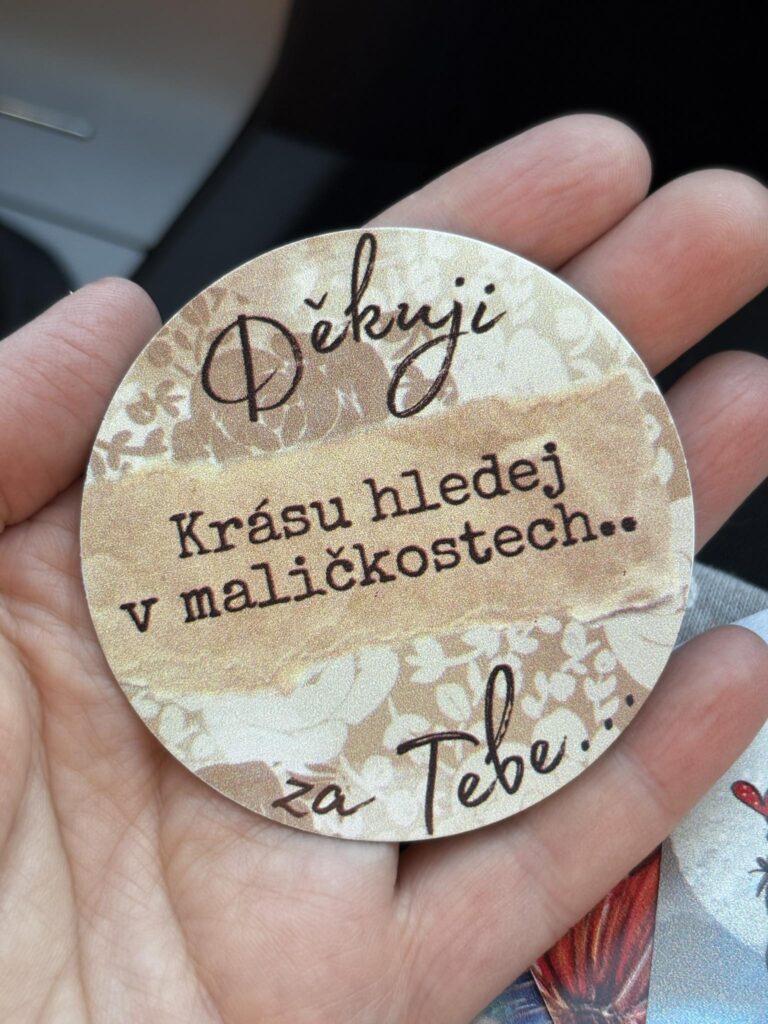 Děkuji
Krásu hledej
v maličkostech..
za Tebe...